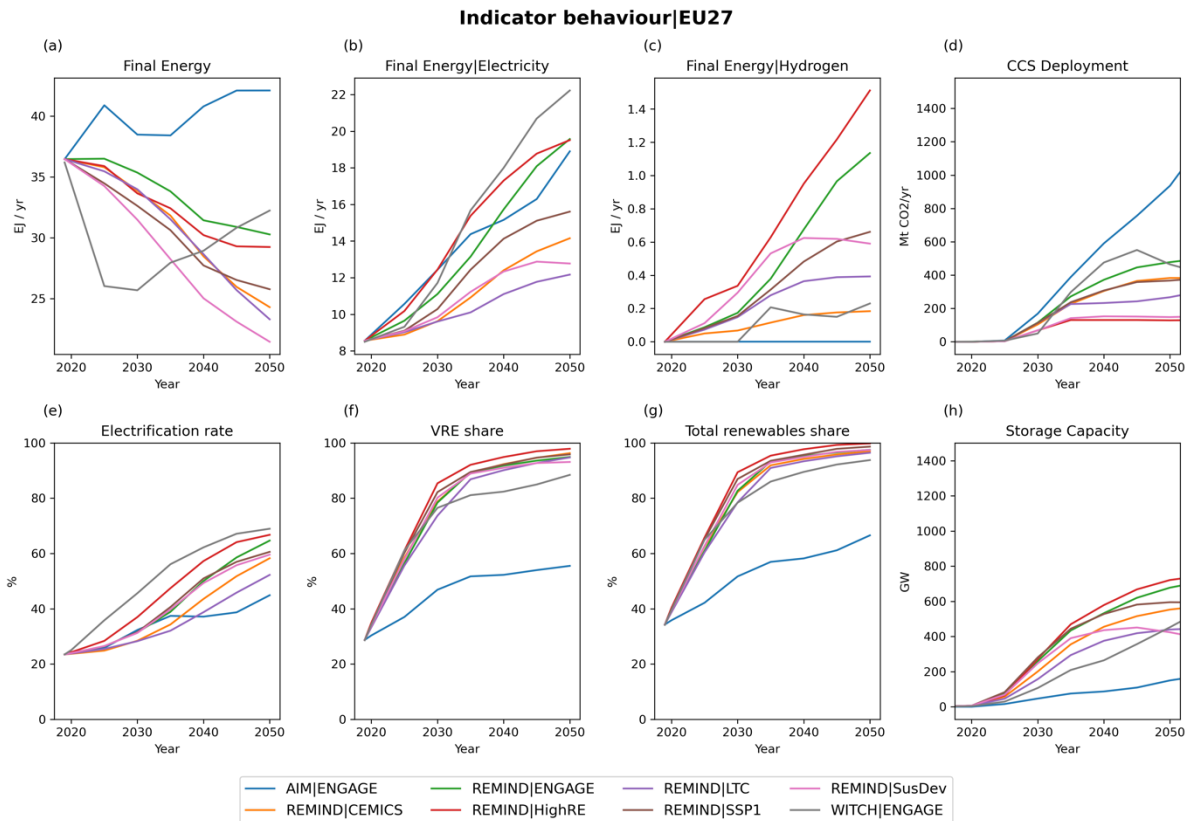 Indicator behaviour|EU27
(a) (b) (c) (d)
Final Energy Final Energy|Electricity Final Energy|Hydrogen CCS Deployment
EJ / yr
40
35
30
25
2020 2030 2040 2050
Year
EJ / yr
22
20
18
16
14
12
10
8
2020 2030 2040 2050
Year
EJ / yr
1.4
1.2
1.0
0.8
0.6
0.4
0.2
0.0
2020 2030 2040 2050
Year
Mt CO2/yr
1400
1200
1000
800
600
400
200
0
2020 2030 2040 2050
Year
(e) (f) (g) (h)
Electrification rate VRE share Total renewables share Storage Capacity
%
100
80
60
40
20
0
2020 2030 2040 2050
Year
%
100
80
60
40
20
0
2020 2030 2040 2050
Year
%
100
80
60
40
20
0
2020 2030 2040 2050
Year
GW
1400
1200
1000
800
600
400
200
0
2020 2030 2040 2050
Year
AIM|ENGAGE REMIND|ENGAGE REMIND|LTC REMIND|SusDev
REMIND|CEMICS REMIND|HighRE REMIND|SSP1 WITCH|ENGAGE